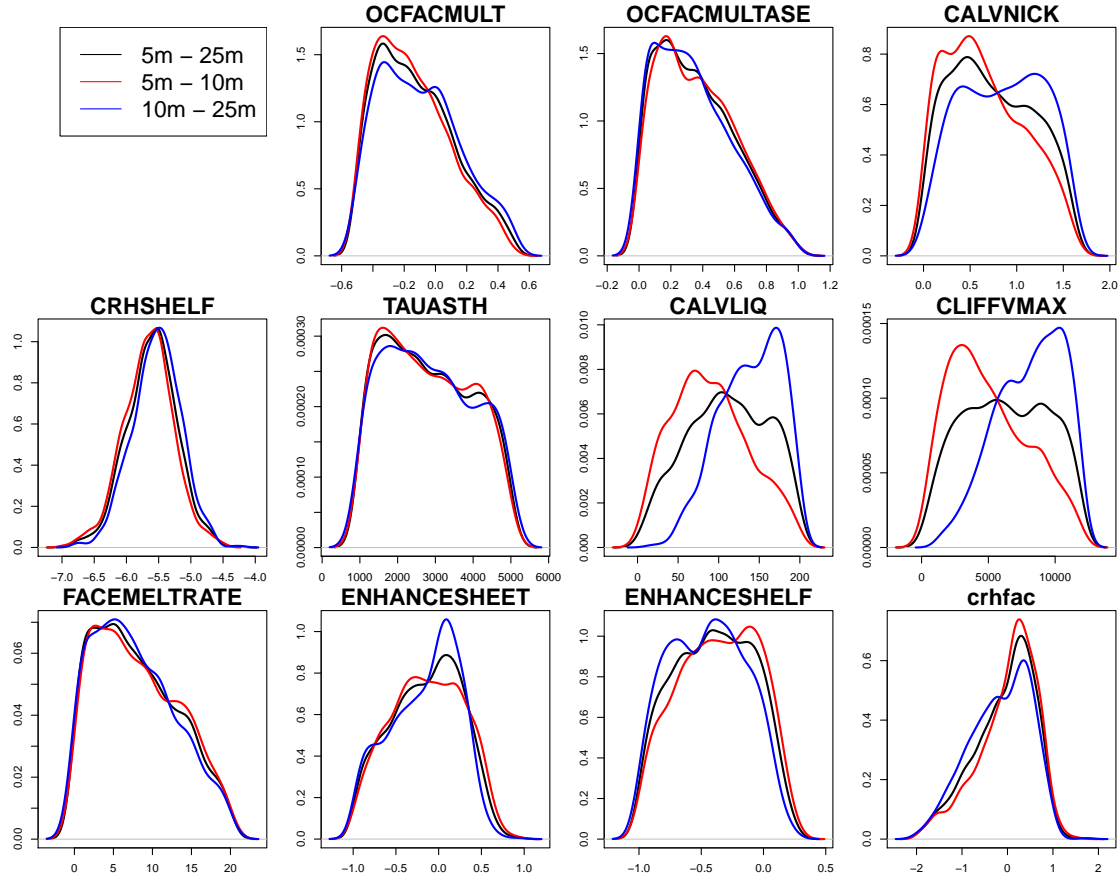 OCFACMULT OCFACMULTASE CALVNICK
5m − 25m
5m − 10m
10m − 25m
0.0 0.5 1.0 1.5
−0.6 −0.2 0.2 0.4 0.6
0.0 0.5 1.0 1.5
−0.2 0.0 0.2 0.4 0.6 0.8 1.0 1.2
0.0 0.2 0.4 0.6 0.8
0.0 0.5 1.0 1.5 2.0
CRHSHELF TAUASTH CALVLIQ CLIFFVMAX
0.0 0.2 0.4 0.6 0.8 1.0
−7.0 −6.5 −6.0 −5.5 −5.0 −4.5 −4.0
0.00000 0.00010 0.00020 0.00030
0 1000 2000 3000 4000 5000 6000
0.000 0.002 0.004 0.006 0.008 0.010
0 50 100 150 200
0.00000 0.00005 0.00010 0.00015
0 5000 10000
FACEMELTRATE ENHANCESHEET ENHANCESHELF crhfac
0.00 0.02 0.04 0.06
0 5 10 15 20
0.0 0.2 0.4 0.6 0.8 1.0
−1.0 −0.5 0.0 0.5 1.0
0.0 0.2 0.4 0.6 0.8 1.0
−1.0 −0.5 0.0 0.5
0.0 0.2 0.4 0.6
−2 −1 0 1 2